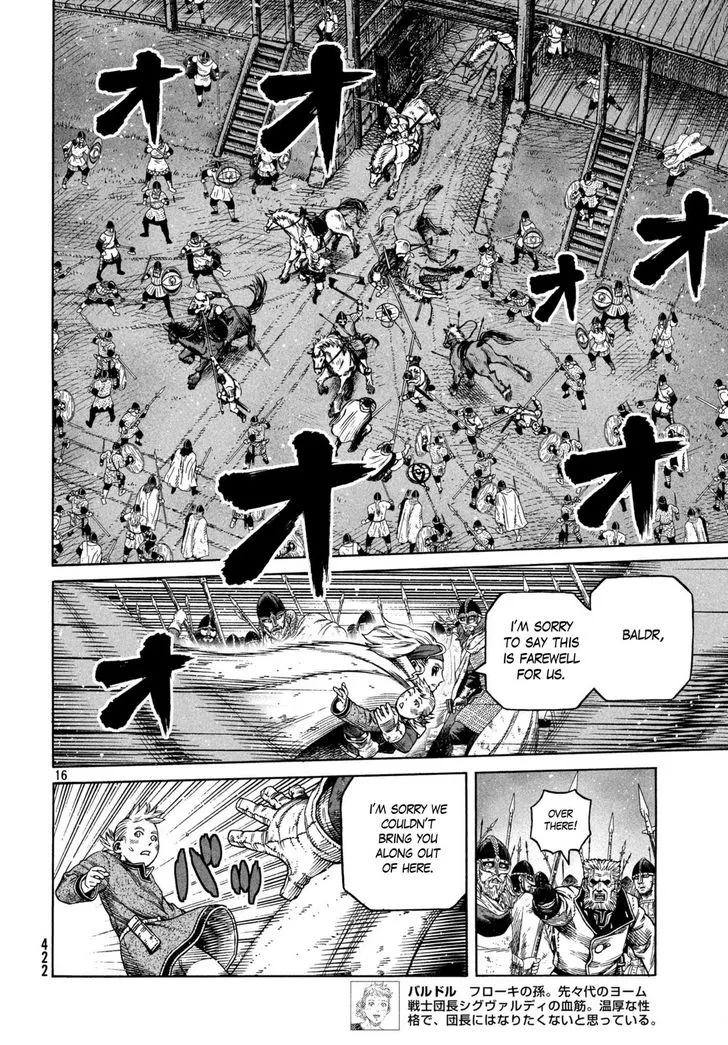 オ
オ
オ
オ
オ
オ
オ
BALDR,
I'M SORRY
TO SAY THIS
IS FAREWELL
FOR US.
16
OVER
THERE!
I'M SORRY WE
COULDN'T
BRING YOU
ALONG OUT
OF HERE.
バッ
422
バルドル　フローキの孫。先々代のヨーム
戦士団長シグヴァルディの血筋。温厚な性
格で、団長にはなりたくないと思っている。